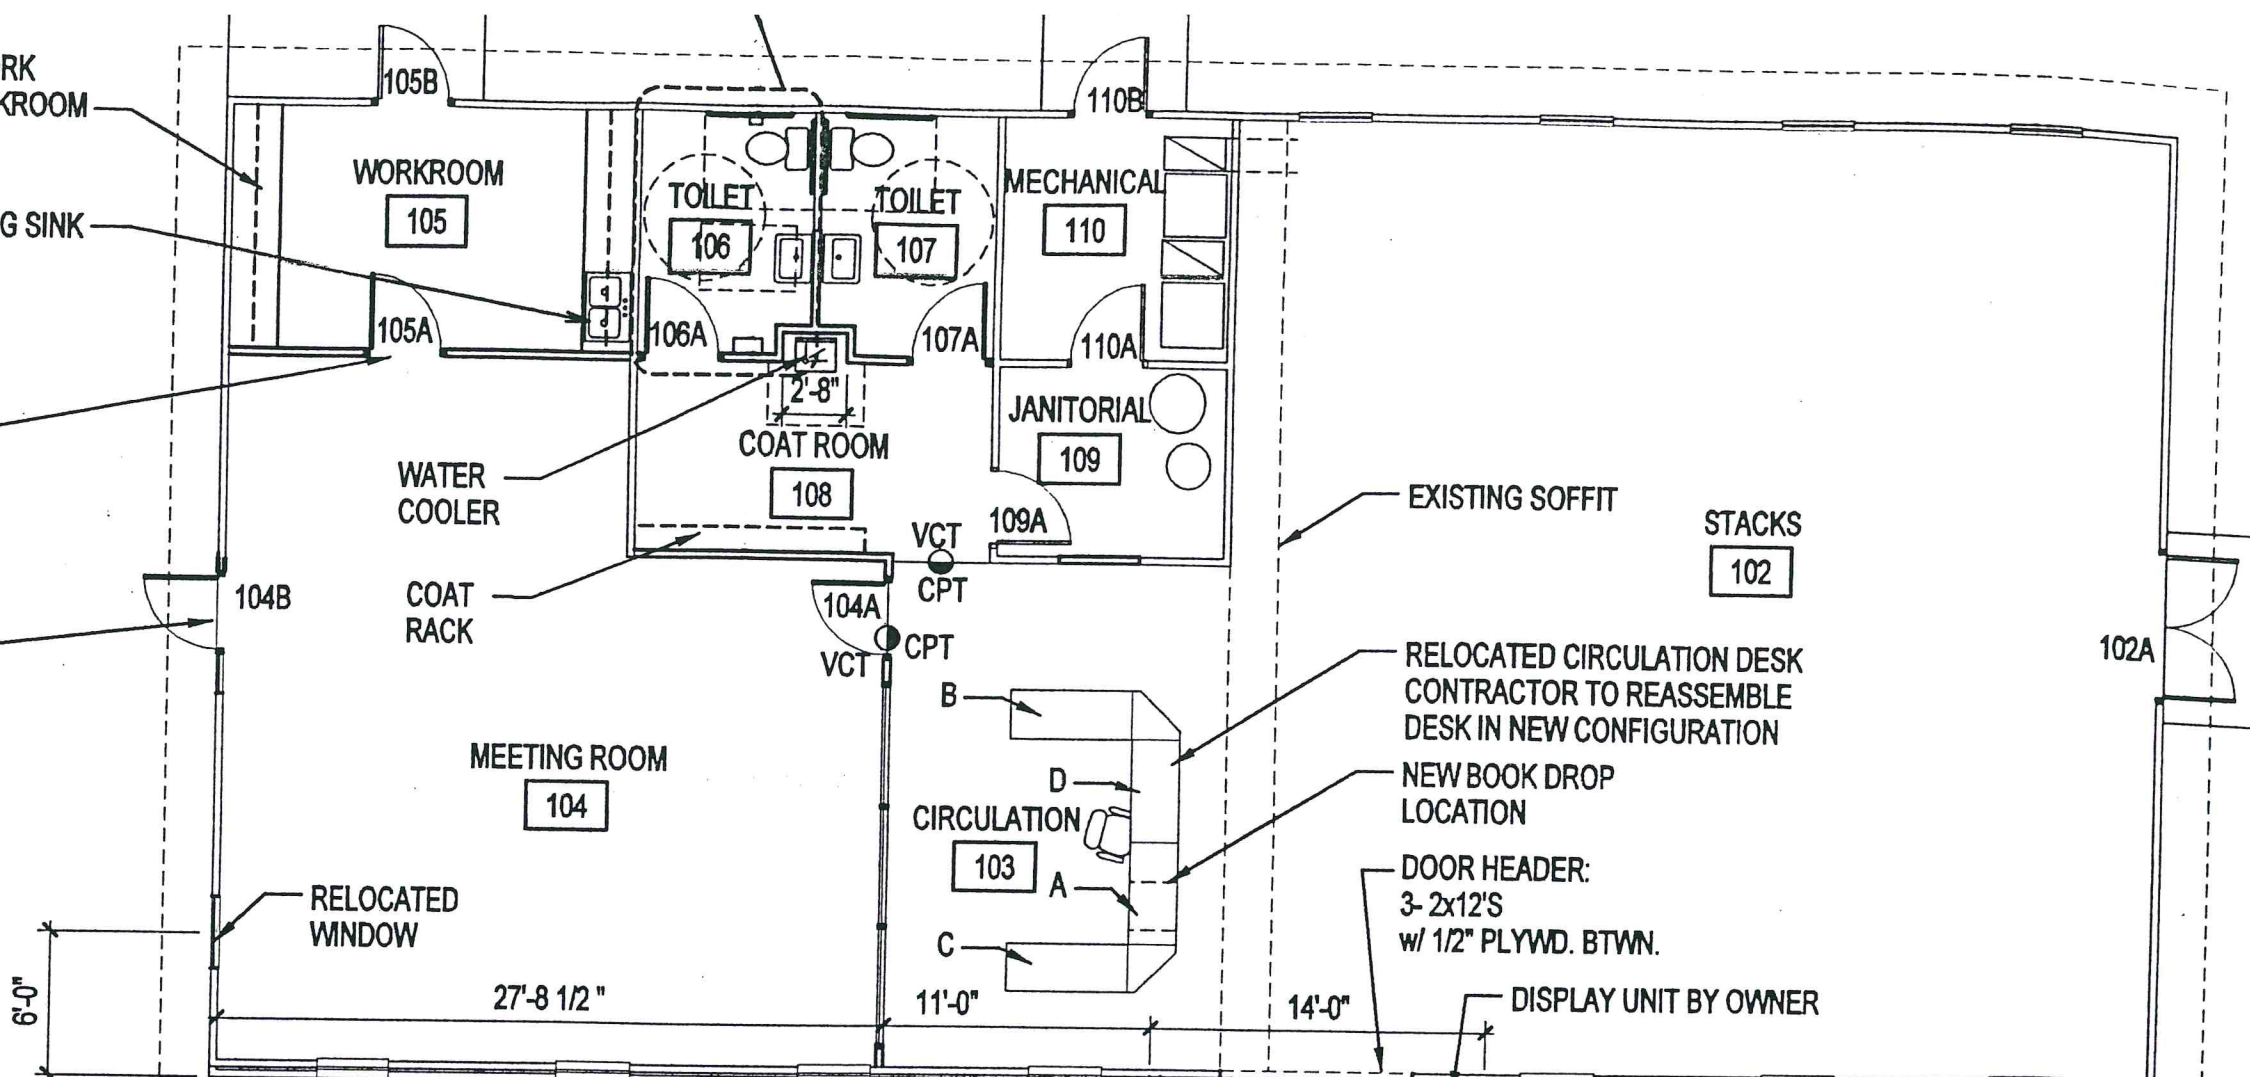 RK
KROOM
105B
110B
WORKROOM
105
TOILET
106
TOILET
107
MECHANICAL
110
G SINK
105A
106A
107A
110A
2'-8"
JANITORIAL
109
COAT ROOM
108
WATER
COOLER
109A
VCT
CPT
EXISTING SOFFIT
STACKS
102
104B
COAT
RACK
104A
CPT
VCT
102A
RELOCATED CIRCULATION DESK
CONTRACTOR TO REASSEMBLE
DESK IN NEW CONFIGURATION
B
MEETING ROOM
104
D
NEW BOOK DROP
LOCATION
CIRCULATION
103
A
DOOR HEADER:
3- 2x12'S
w/ 1/2" PLYWD. BTWN.
RELOCATED
WINDOW
C
6'-0"
27'-8 1/2 "
11'-0"
14'-0"
DISPLAY UNIT BY OWNER